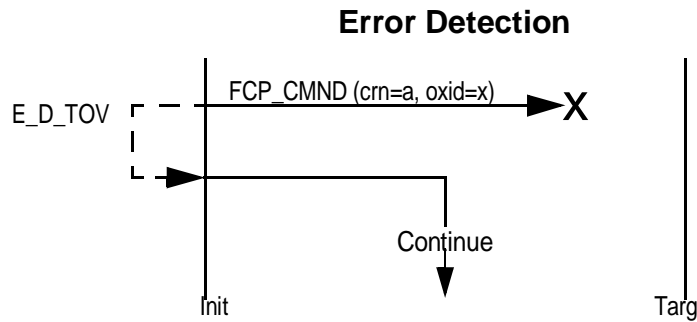 Error Detection
FCP_CMND (crn=a, oxid=x)
X
E_D_TOV
Continue
Init
Targ